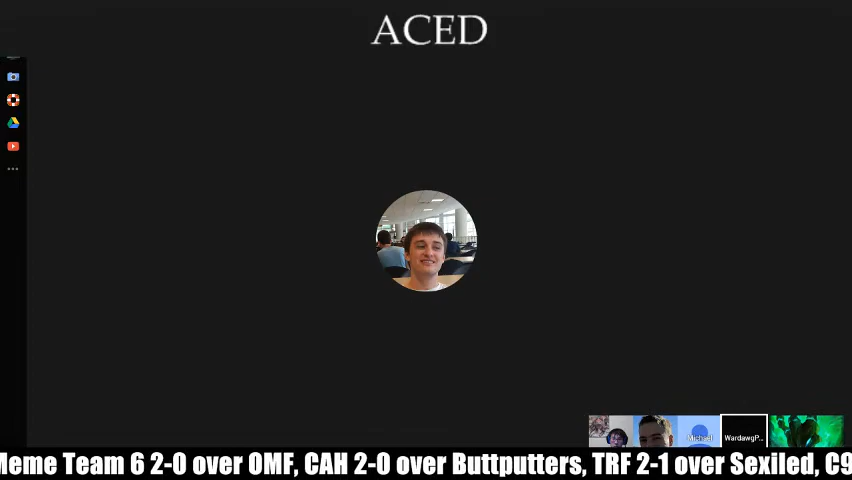 ACED
Michael
WardawgP...
Meme Team 6 2-0 over OMF, CAH 2-0 over Buttputters, TRF 2-1 over Sexiled, C9